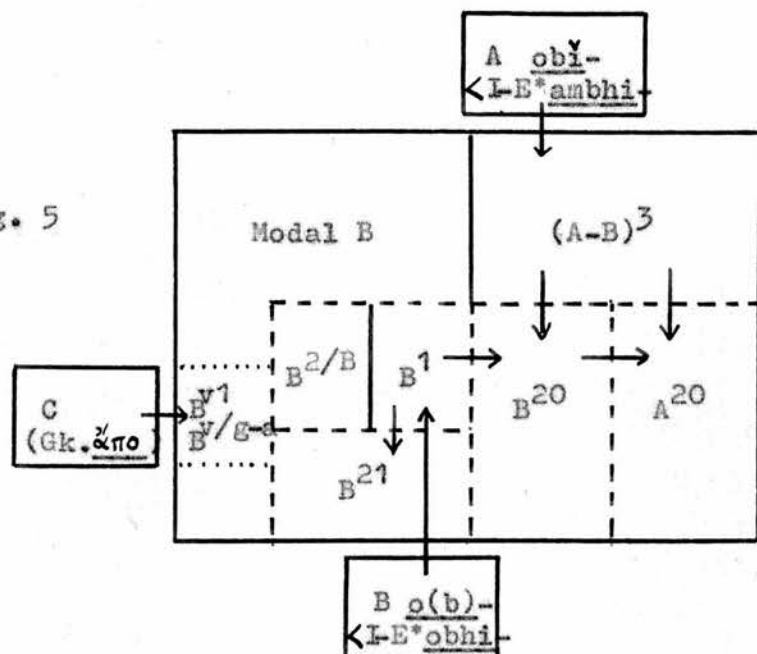 A obĭ-
<I-E*ambhi-
g. 5
Modal B
(A-B)³
B²/ᴮ
B¹
B²⁰
A²⁰
C
(Gk.ἄπο)
Bᵛ¹
Bᵛ/ᵍ⁻ᵃ
B²¹
B o(b)-
<I-E*obhi-